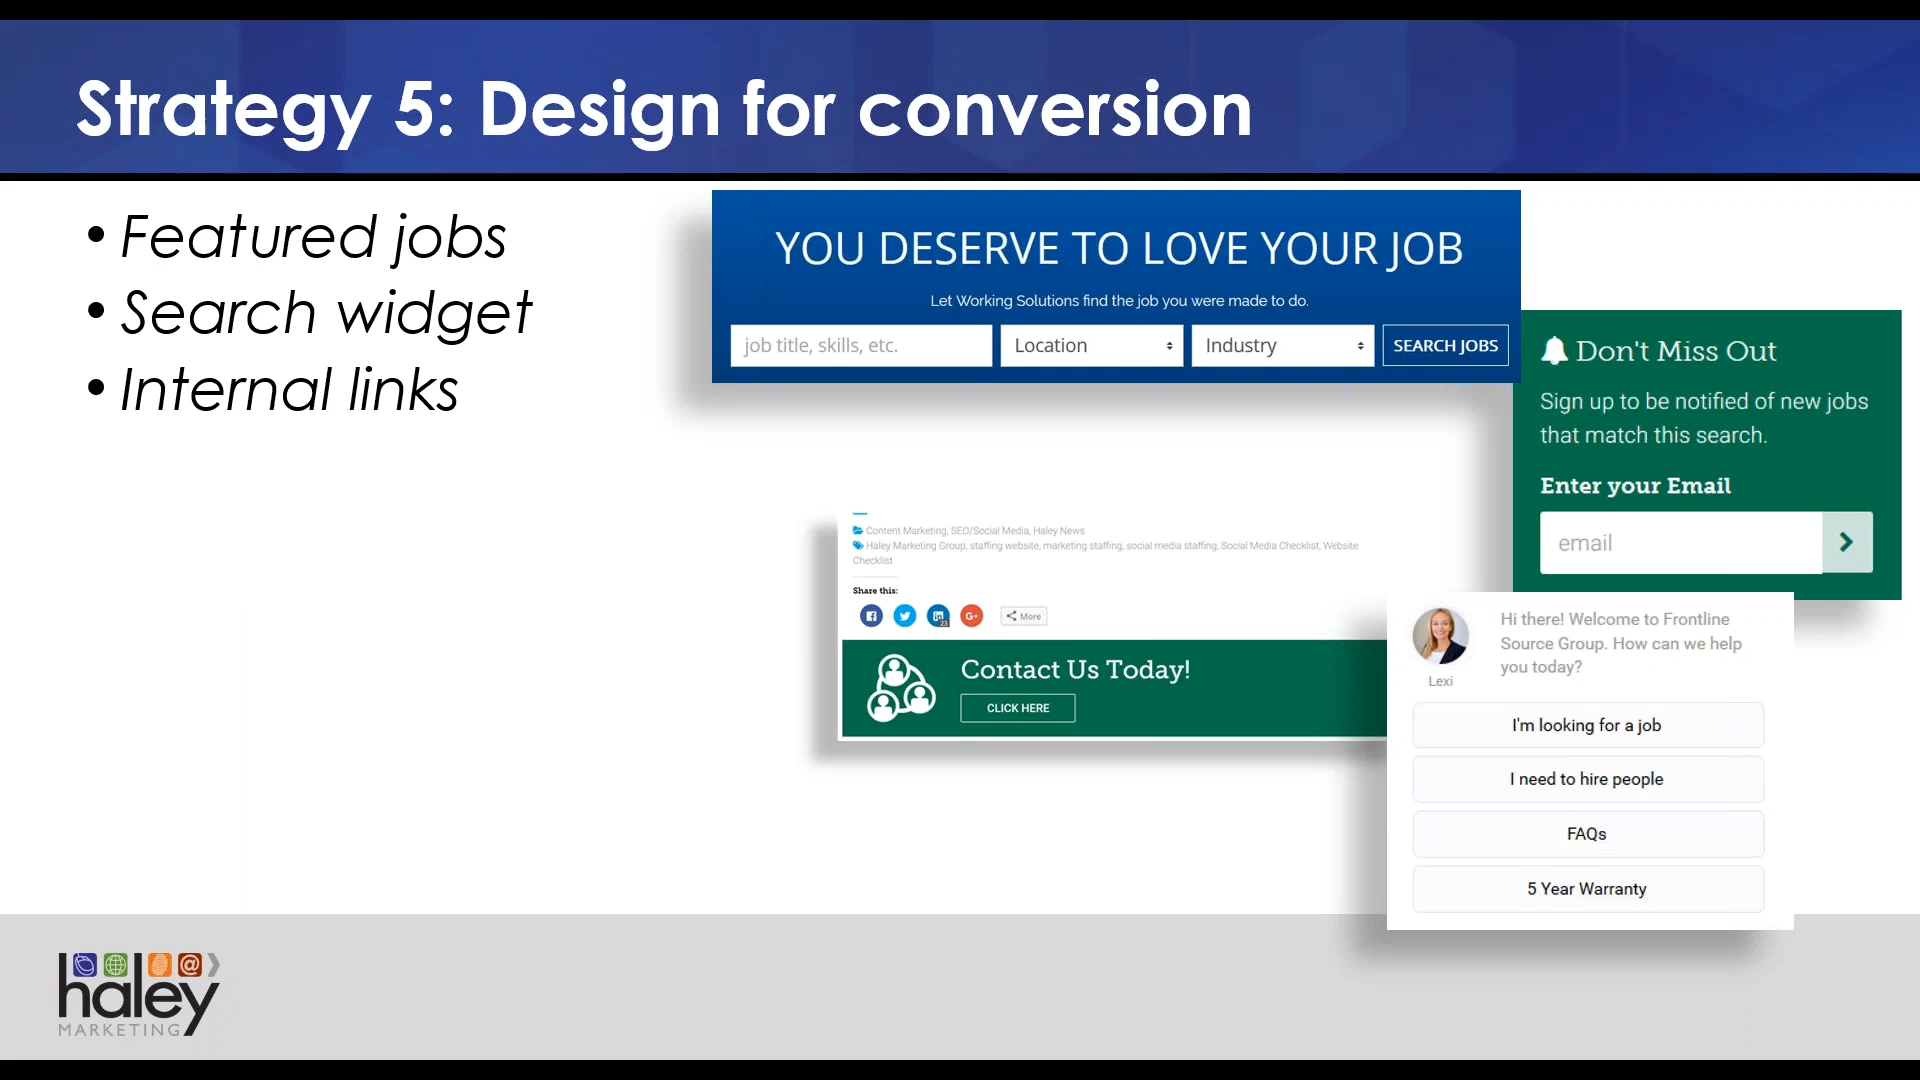 Strategy 5: Design for conversion
• Featured jobs
• Search widget
• Internal links
YOU DESERVE TO LOVE YOUR JOB
Let Working Solutions find the job you were made to do.
job title, skills, etc. Location Industry SEARCH JOBS
Don't Miss Out
Sign up to be notified of new jobs
that match this search.
Enter your Email
email
Content Marketing, SEO/Social Media, Haley News
Haley Marketing Group, staffing website, marketing staffing, social media staffing, Social Media Checklist, Website
Checklist
Share this:
23 G+ More
Contact Us Today!
CLICK HERE
Hi there! Welcome to Frontline
Source Group. How can we help
you today?
Lexi
I'm looking for a job
I need to hire people
FAQs
5 Year Warranty
haley
MARKETING